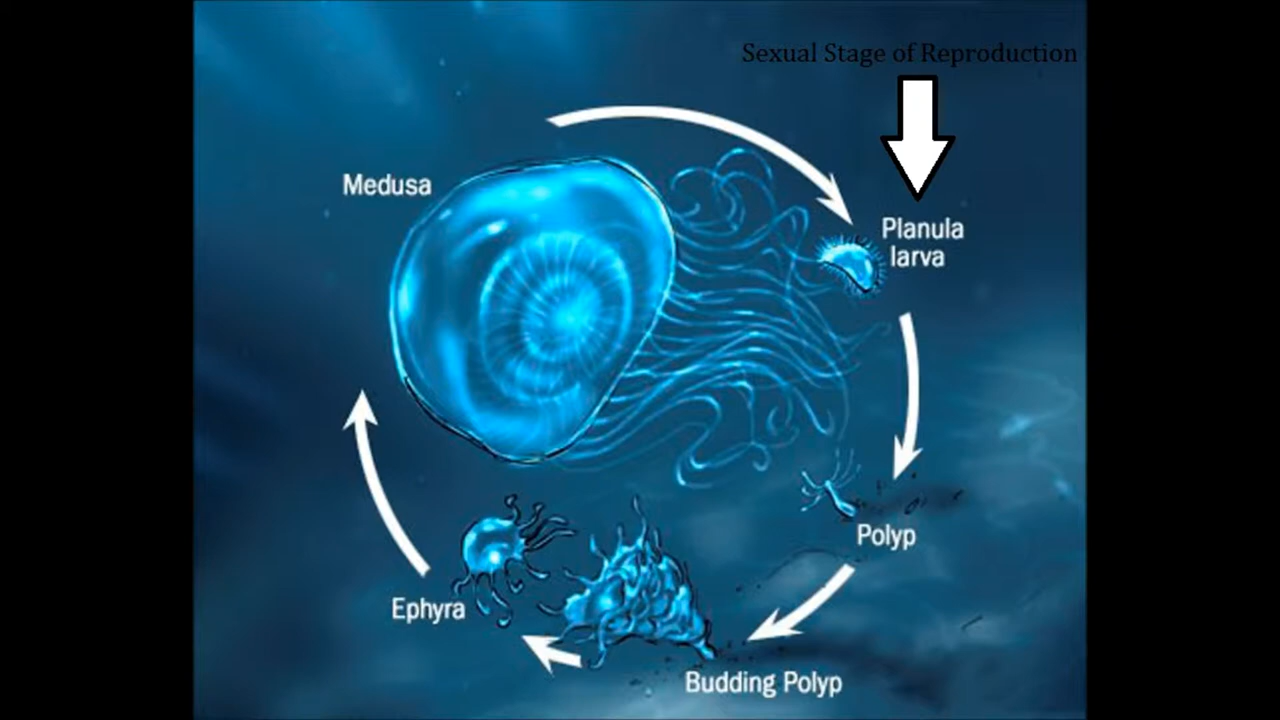 Sexual Stage of Reproduction
Medusa
Planula
larva
Polyp
Ephyra
Budding Polyp